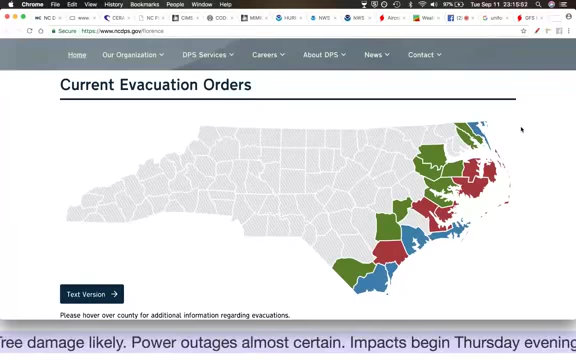 Chrome File Edit View History Bookmarks People Window Help
97%
Tue Sep 11 19:15:52
Secure https://www.ncdps.gov/florence
Home Our Organization DPS Services Careers About DPS News Contact
Current Evacuation Orders
Text Version →
Please hover over county for additional information regarding evacuations.
Tree damage likely. Power outages almost certain. Impacts begin Thursday evening